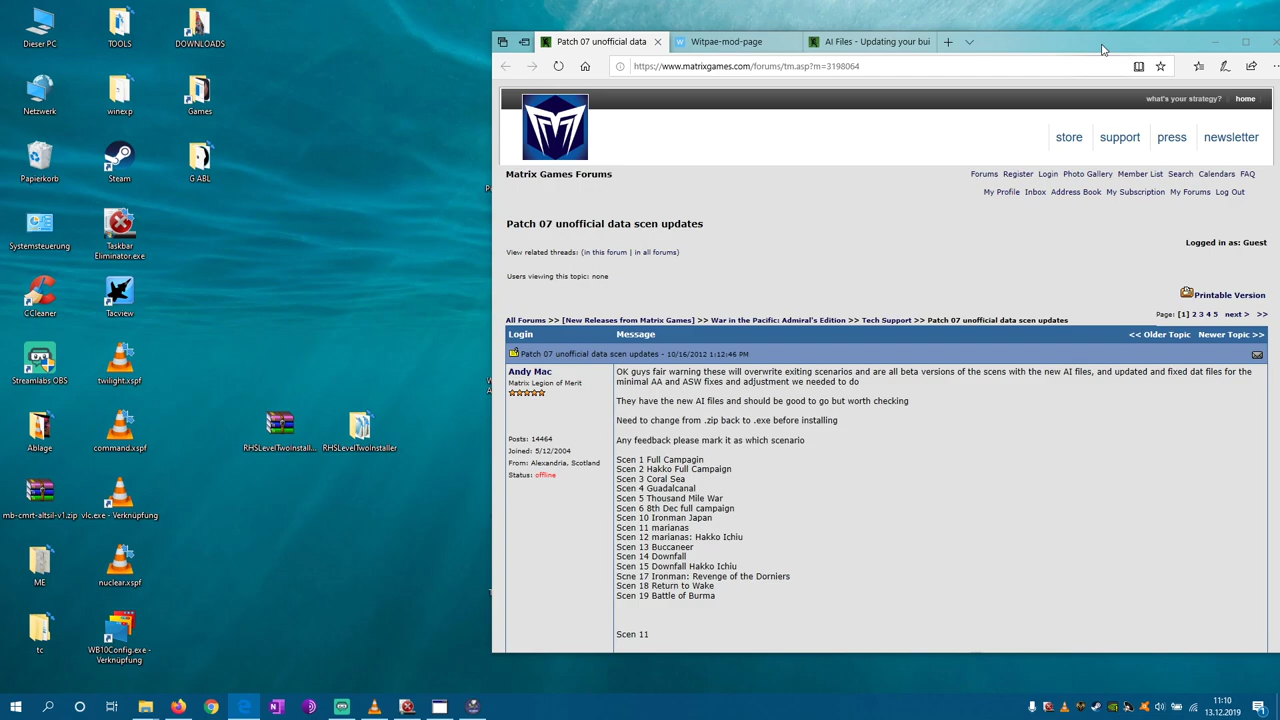 Dieser PC
TOOLS
DOWNLOADS
Netzwerk
winexp
Games
Papierkorb
Steam
G ABL
Systemsteuerung
Taskbar
Eliminator.exe
CCleaner
Tacview
Streamlabs OBS
twilight.xspf
Ablage
command.xspf
RHSLevelTwoinstall...
RHSLevelTwoinstaller
mb-cmrt-altsil-v1.zip
vlc.exe - Verknüpfung
ME
nuclear.xspf
tc
WB10Config.exe -
Verknüpfung
Patch 07 unofficial data
Witpae-mod-page
AI Files - Updating your bui
https://www.matrixgames.com/forums/tm.asp?m=3198064
what's your strategy?
home
store
support
press
newsletter
Matrix Games Forums
Forums Register Login Photo Gallery Member List Search Calendars FAQ
My Profile Inbox Address Book My Subscription My Forums Log Out
Patch 07 unofficial data scen updates
Logged in as: Guest
View related threads: (in this forum | in all forums)
Users viewing this topic: none
Printable Version
All Forums >> [New Releases from Matrix Games] >> War in the Pacific: Admiral's Edition >> Tech Support >> Patch 07 unofficial data scen updates
Page: [1] 2 3 4 5 next > >>
Login
Message
<< Older Topic Newer Topic >>
Patch 07 unofficial data scen updates - 10/16/2012 1:12:46 PM
Andy Mac
Matrix Legion of Merit
Posts: 14464
Joined: 5/12/2004
From: Alexandria, Scotland
Status: offline
OK guys fair warning these will overwrite exiting scenarios and are all beta versions of the scens with the new AI files, and updated and fixed dat files for the
minimal AA and ASW fixes and adjustment we needed to do
They have the new AI files and should be good to go but worth checking
Need to change from .zip back to .exe before installing
Any feedback please mark it as which scenario
Scen 1 Full Campagin
Scen 2 Hakko Full Campaign
Scen 3 Coral Sea
Scen 4 Guadalcanal
Scen 5 Thousand Mile War
Scen 6 8th Dec full campaign
Scen 10 Ironman Japan
Scen 11 marianas
Scen 12 marianas: Hakko Ichiu
Scen 13 Buccaneer
Scen 14 Downfall
Scen 15 Downfall Hakko Ichiu
Scne 17 Ironman: Revenge of the Dorniers
Scen 18 Return to Wake
Scen 19 Battle of Burma
Scen 11
11:10
13.12.2019